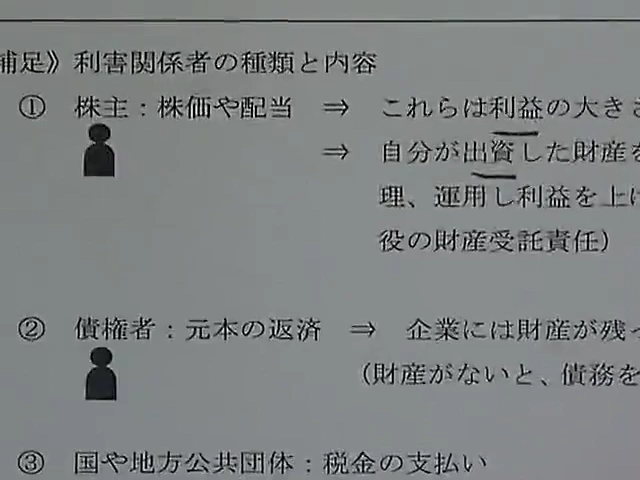 補足》利害関係者の種類と内容
① 株主：株価や配当 ⇒ これらは利益の大きさ
⇒ 自分が出資した財産を
理、運用し利益を上げ
役の財産受託責任）
② 債権者：元本の返済 ⇒ 企業には財産が残っ
（財産がないと、債務を
③ 国や地方公共団体：税金の支払い